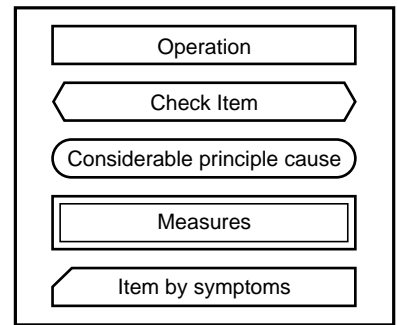 Operation
Check Item
Considerable principle cause
Measures
Item by symptoms